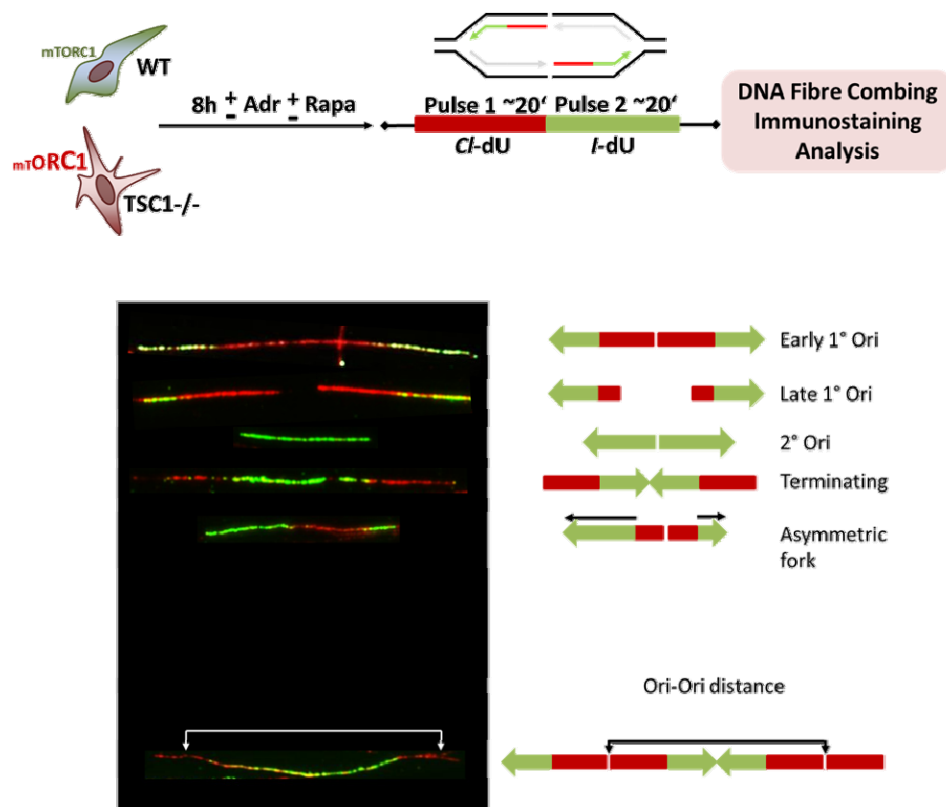 mTORC1
WT
8h ± Adr ± Rapa
mTORC1
TSC1-/-
Pulse 1 ~20‘ Pulse 2 ~20‘
Cl-dU I-dU
DNA Fibre Combing
Immunostaining
Analysis
Early 1° Ori
Late 1° Ori
2° Ori
Terminating
Asymmetric
fork
Ori-Ori distance